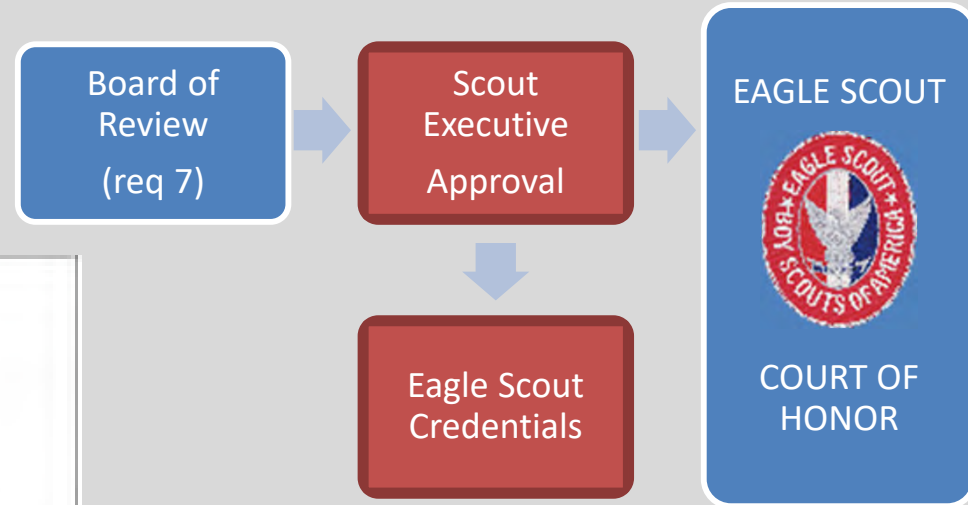 Board of
Review
(req 7)
Scout
Executive
Approval
EAGLE SCOUT
EAGLE SCOUT
BOY SCOUTS OF AMERICA
COURT OF
HONOR
Eagle Scout
Credentials